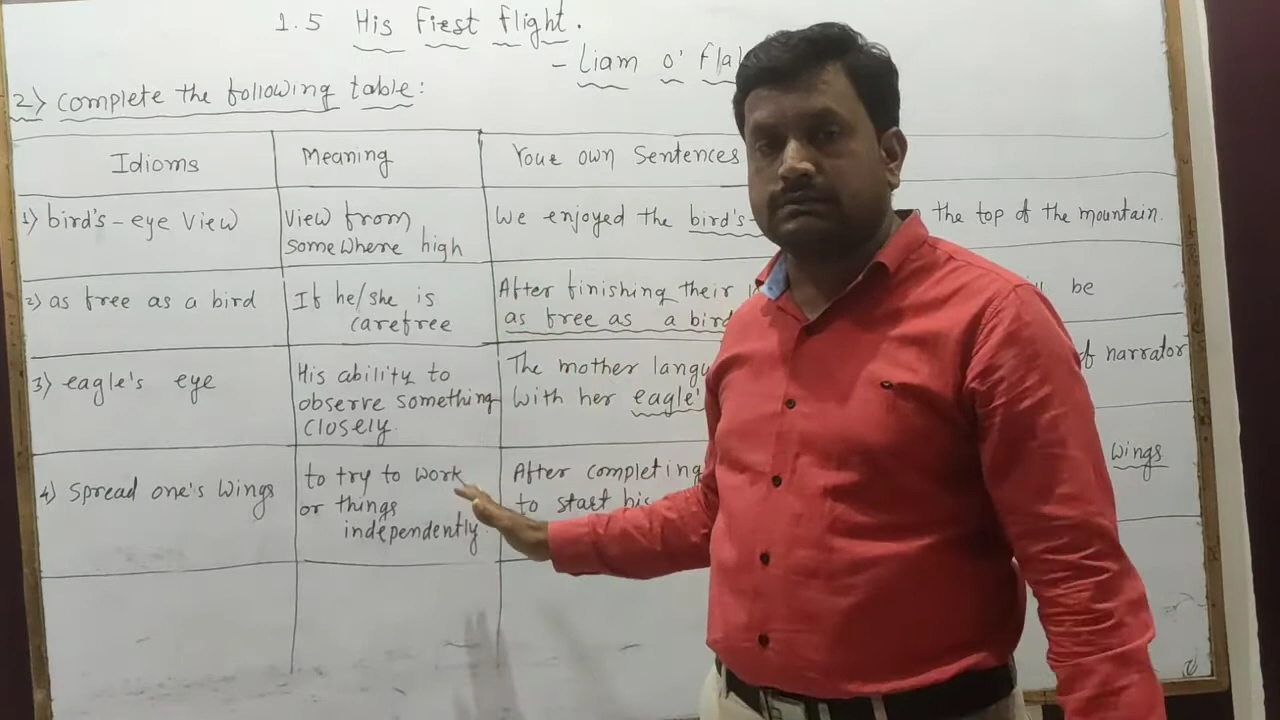 1.5 His First flight.
- Liam o'
2) Complete the following table:
Idioms Meaning Your own Sentences
1) bird's-eye view
View from
somewhere high
We enjoyed the bird's- the top of the mountain.
2) as free as a bird
If he/she is
carefree
After finishing their be
as free as a bird
3) eagle's eye
His ability to
observe something
closely.
The mother of narrator
with her eagle'
4) Spread one's wings
to try to work
or things
independently.
After completing wings
to start his